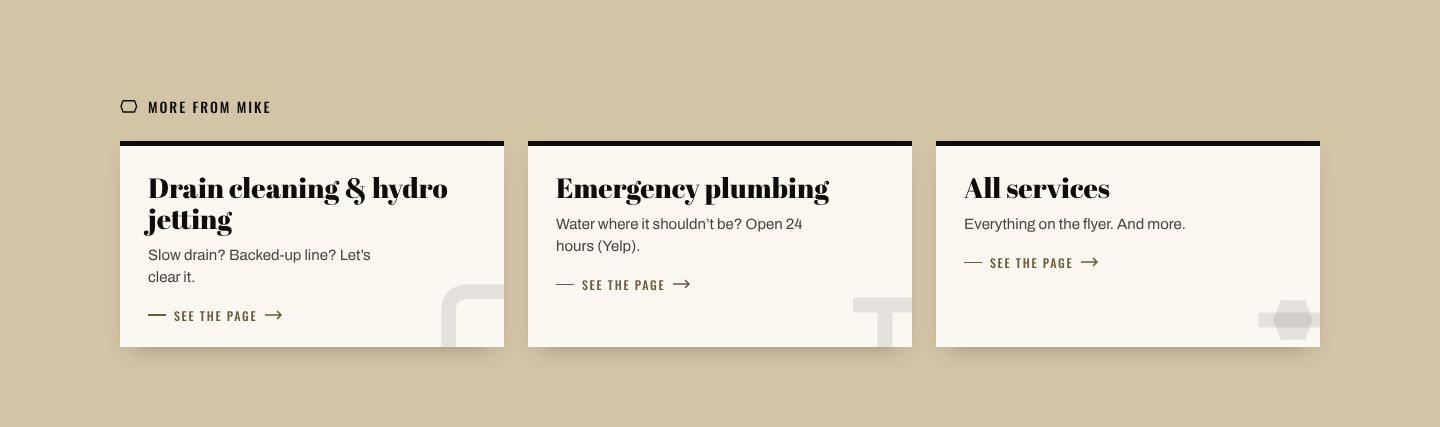 MORE FROM MIKE
Drain cleaning & hydro
jetting
Slow drain? Backed-up line? Let’s
clear it.
SEE THE PAGE
Emergency plumbing
Water where it shouldn’t be? Open 24
hours (Yelp).
SEE THE PAGE
All services
Everything on the flyer. And more.
SEE THE PAGE